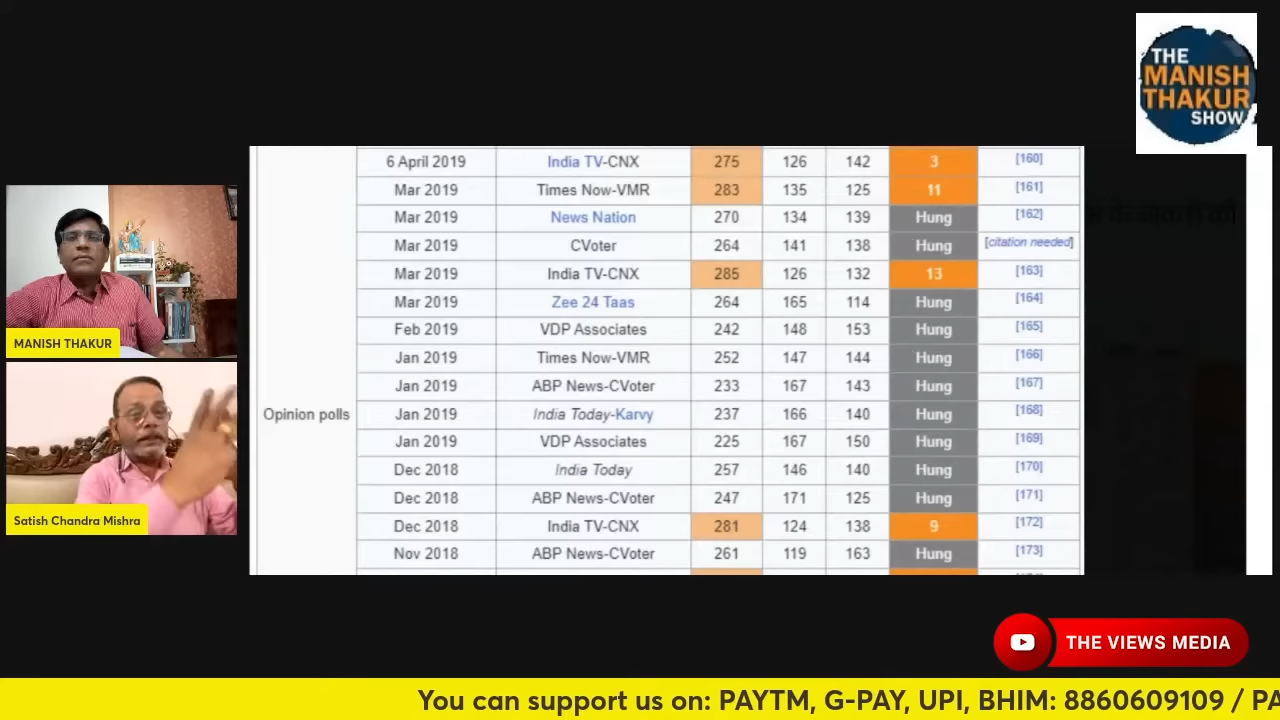 THE
MANISH
THAKUR
SHOW
6 April 2019 India TV-CNX 275 126 142 3 [160]
Mar 2019 Times Now-VMR 283 135 125 11 [161]
Mar 2019 News Nation 270 134 139 Hung [162]
Mar 2019 CVoter 264 141 138 Hung [citation needed]
Mar 2019 India TV-CNX 285 126 132 13 [163]
Mar 2019 Zee 24 Taas 264 165 114 Hung [164]
Feb 2019 VDP Associates 242 148 153 Hung [165]
Jan 2019 Times Now-VMR 252 147 144 Hung [166]
Jan 2019 ABP News-CVoter 233 167 143 Hung [167]
Opinion polls Jan 2019 India Today-Karvy 237 166 140 Hung [168]
Jan 2019 VDP Associates 225 167 150 Hung [169]
Dec 2018 India Today 257 146 140 Hung [170]
Dec 2018 ABP News-CVoter 247 171 125 Hung [171]
Dec 2018 India TV-CNX 281 124 138 9 [172]
Nov 2018 ABP News-CVoter 261 119 163 Hung [173]
MANISH THAKUR
Satish Chandra Mishra
THE VIEWS MEDIA
You can support us on: PAYTM, G-PAY, UPI, BHIM: 8860609109 / PA